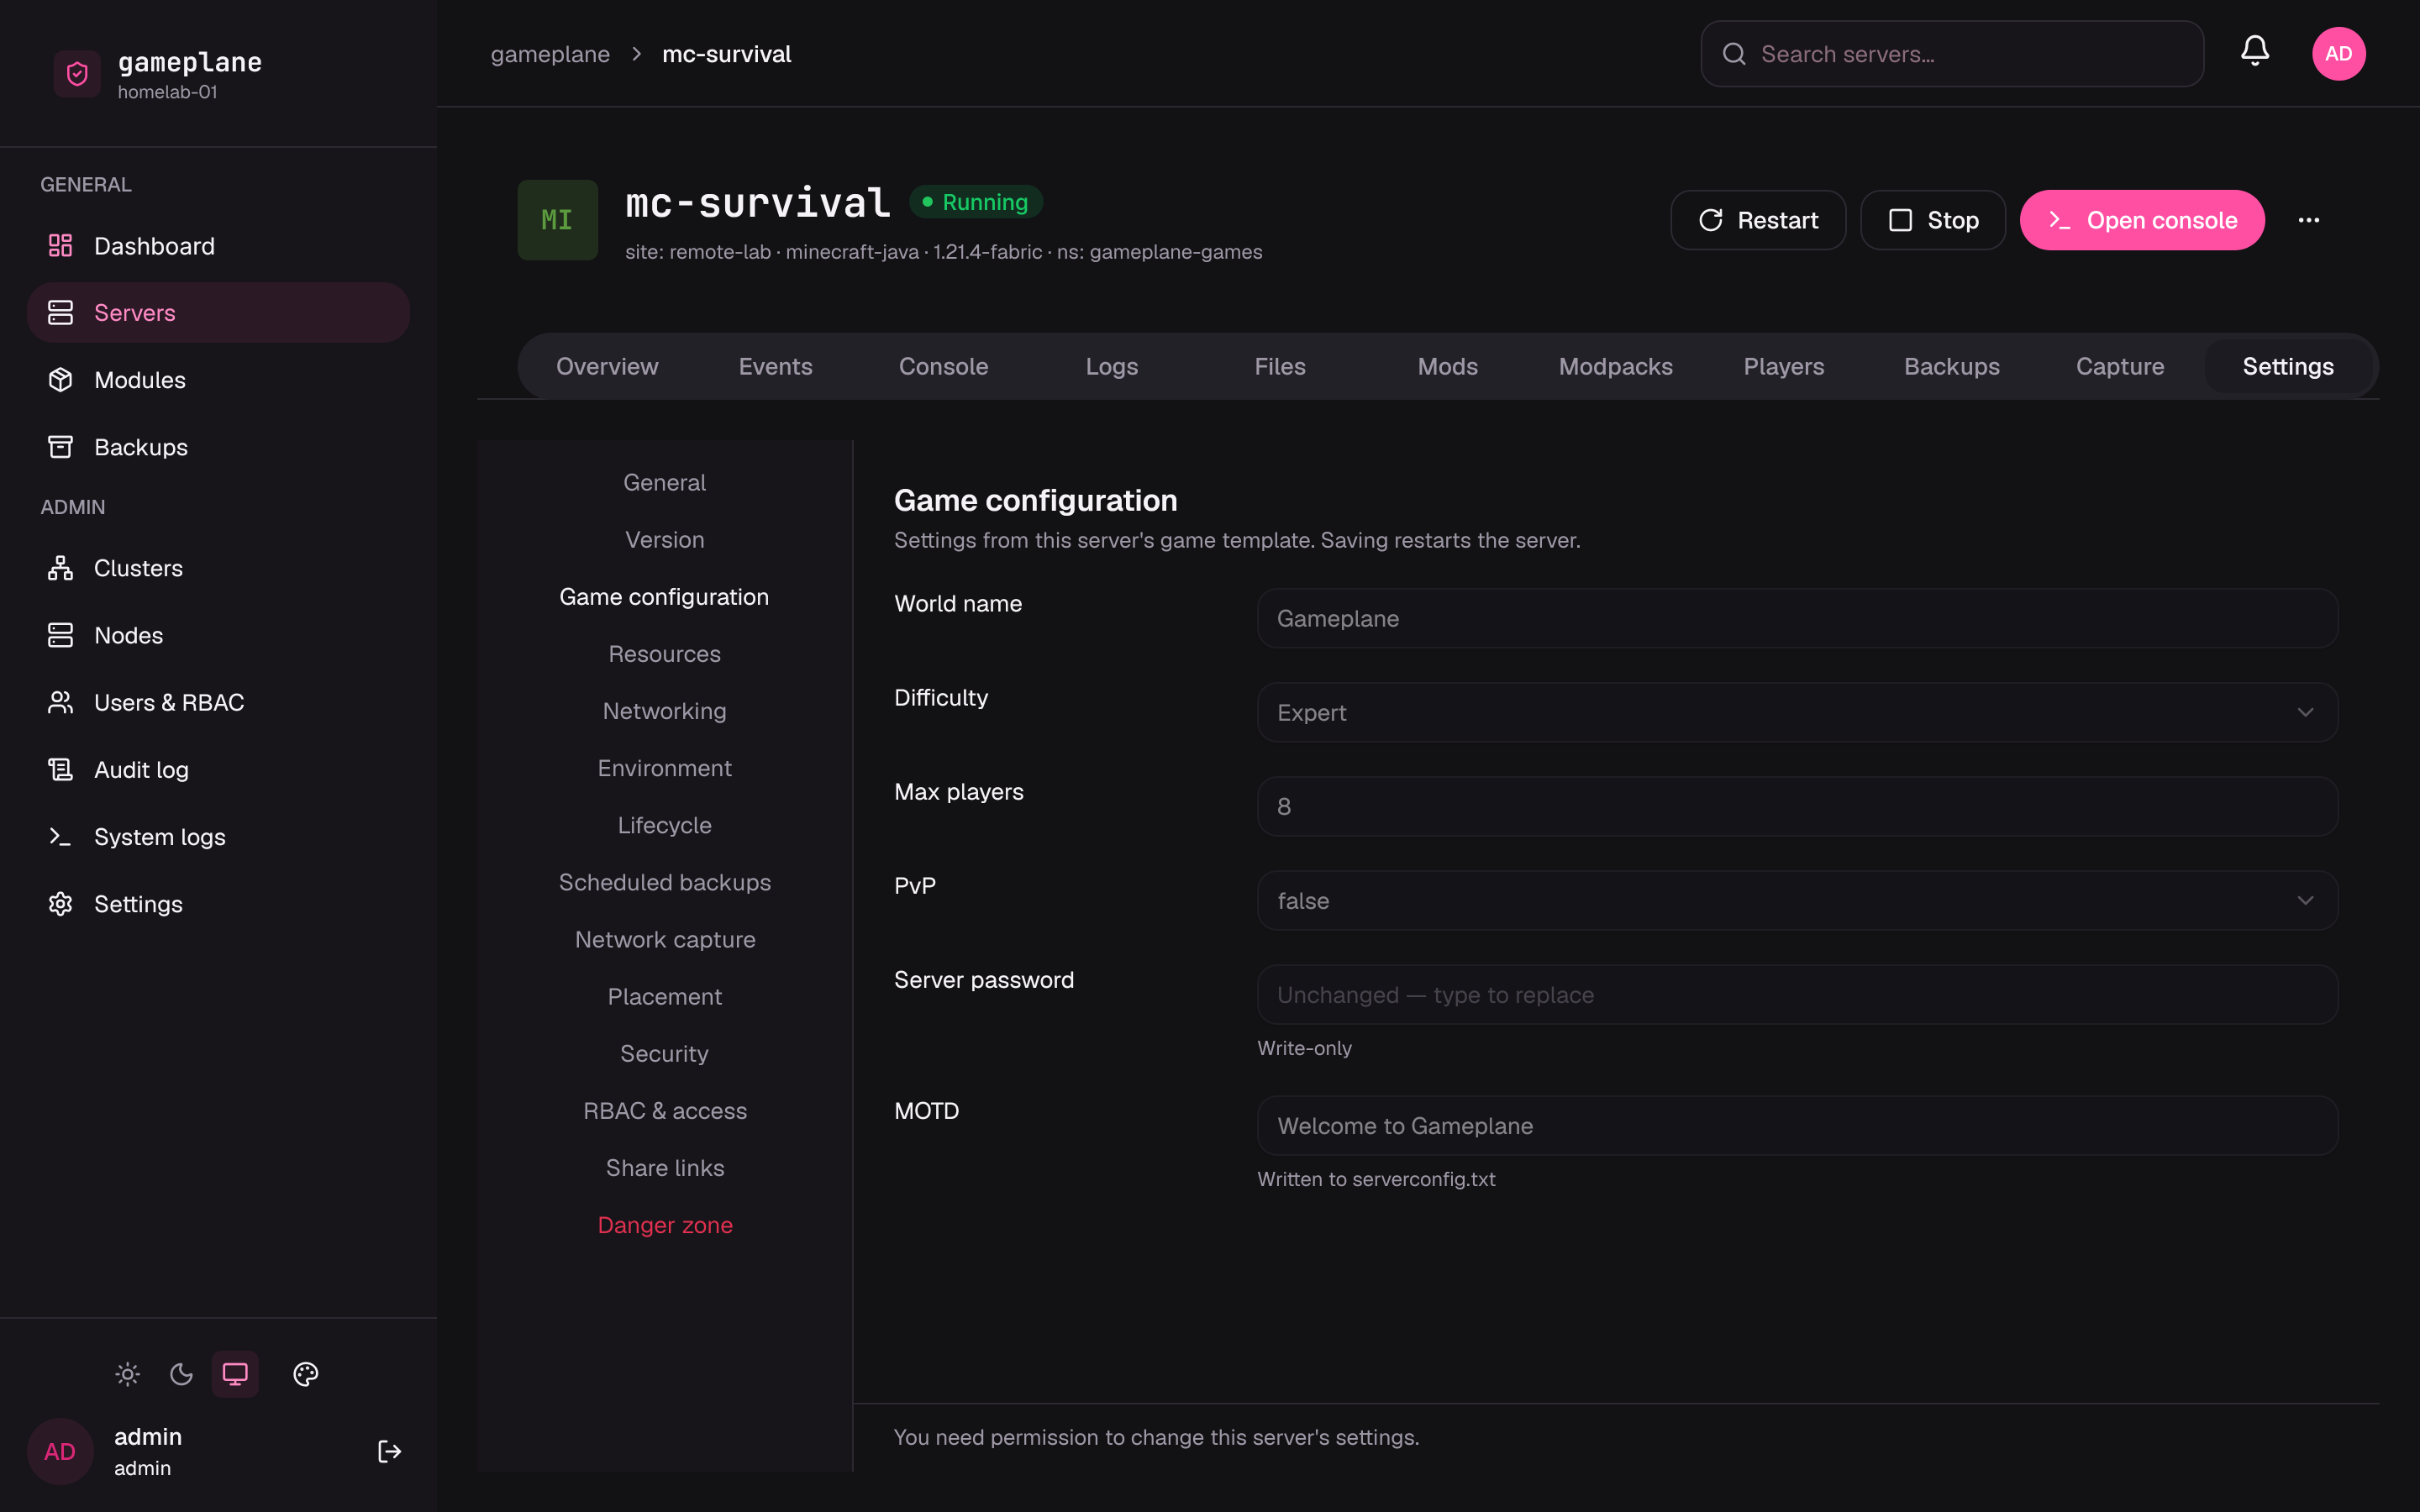 gameplane
homelab-01
GENERAL
Dashboard
Servers
Modules
Backups
ADMIN
Clusters
Nodes
Users & RBAC
Audit log
System logs
Settings
AD
admin
admin
gameplane > mc-survival
Search servers...
AD
MI
mc-survival
Running
site: remote-lab · minecraft-java · 1.21.4-fabric · ns: gameplane-games
Restart
Stop
Open console
Overview
Events
Console
Logs
Files
Mods
Modpacks
Players
Backups
Capture
Settings
General
Version
Game configuration
Resources
Networking
Environment
Lifecycle
Scheduled backups
Network capture
Placement
Security
RBAC & access
Share links
Danger zone
Game configuration
Settings from this server's game template. Saving restarts the server.
World name
Gameplane
Difficulty
Expert
Max players
8
PvP
false
Server password
Unchanged — type to replace
Write-only
MOTD
Welcome to Gameplane
Written to serverconfig.txt
You need permission to change this server's settings.